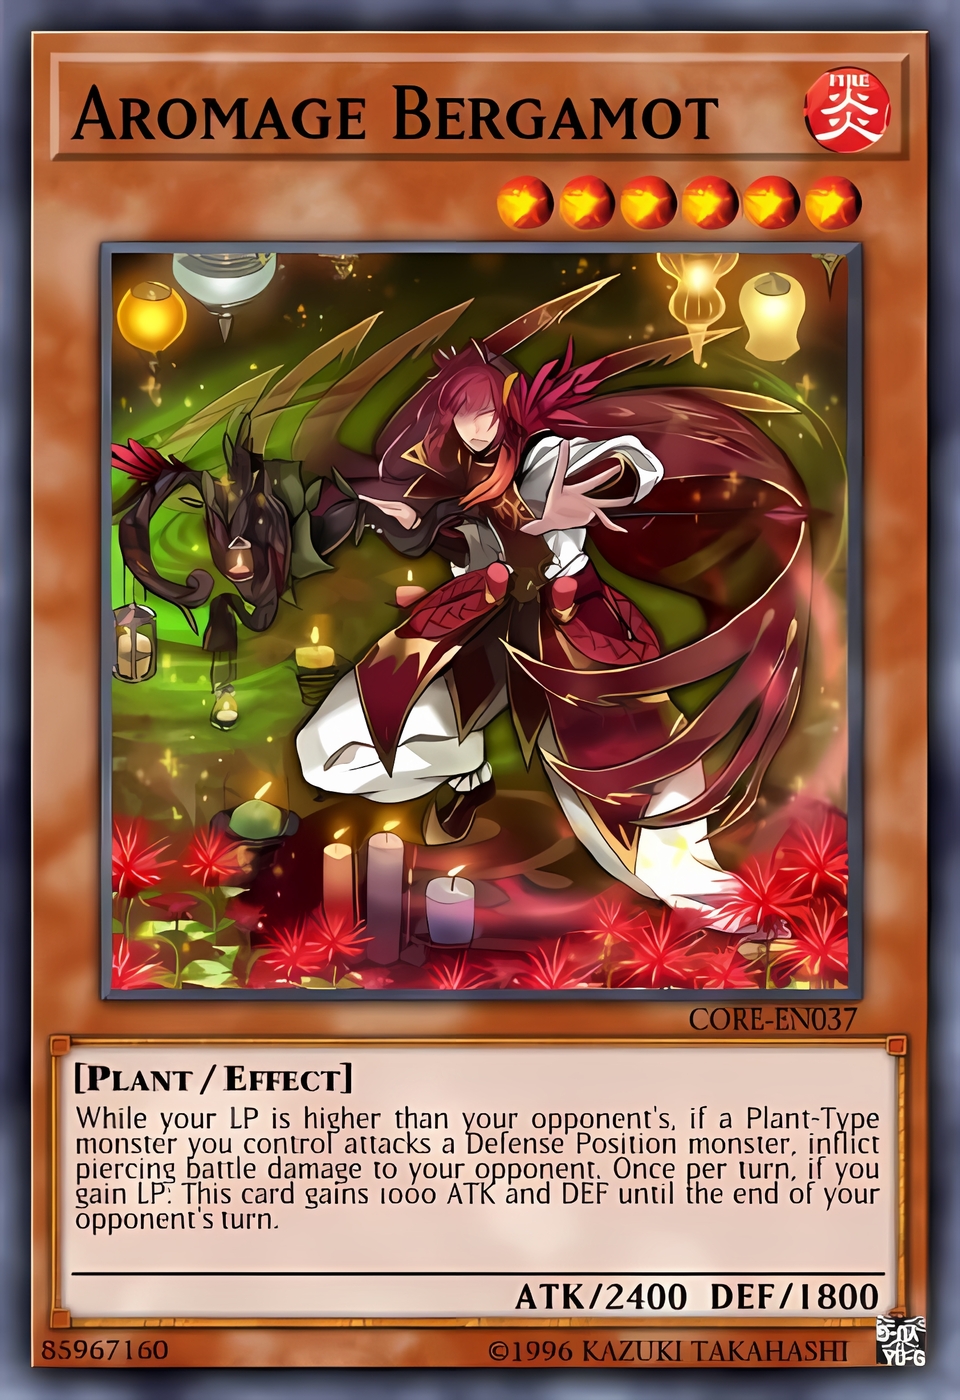 Aromage Bergamot
炎
CORE-EN037
[Plant / Effect]
While your LP is higher than your opponent's, if a Plant-Type
monster you control attacks a Defense Position monster, inflict
piercing battle damage to your opponent. Once per turn, if you
gain LP: This card gains 1000 ATK and DEF until the end of your
opponent's turn.
ATK/2400 DEF/1800
85967160
©1996 KAZUKI TAKAHASHI